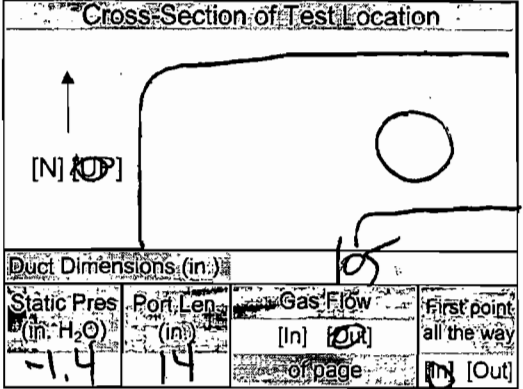 Cross-Section of Test Location
[N] [UP]
Duct Dimensions (in.)
Static Pres Port Len Gas Flow First point
(in. H₂O) (in.) [In] [Out] all the way
-1.4 14 of page [In] [Out]